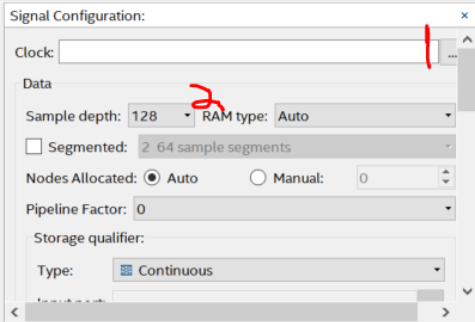 Signal Configuration:
Clock: 1 ...
Data
Sample depth: 128 2 RAM type: Auto
Segmented: 2 64 sample segments
Nodes Allocated: Auto Manual: 0
Pipeline Factor: 0
Storage qualifier:
Type: Continuous